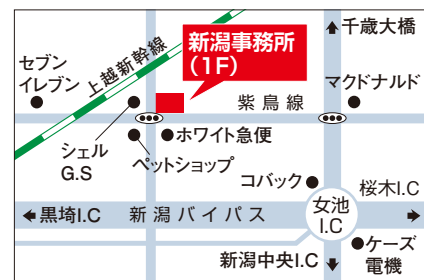 千歳大橋
新潟事務所
(1F)
セブン
イレブン
上越新幹線
マクドナルド
紫鳥線
シェル
G.S
ホワイト急便
ペットショップ
コバック
桜木I.C
女池
I.C
黒埼I.C
新潟バイパス
新潟中央I.C
ケーズ
電機